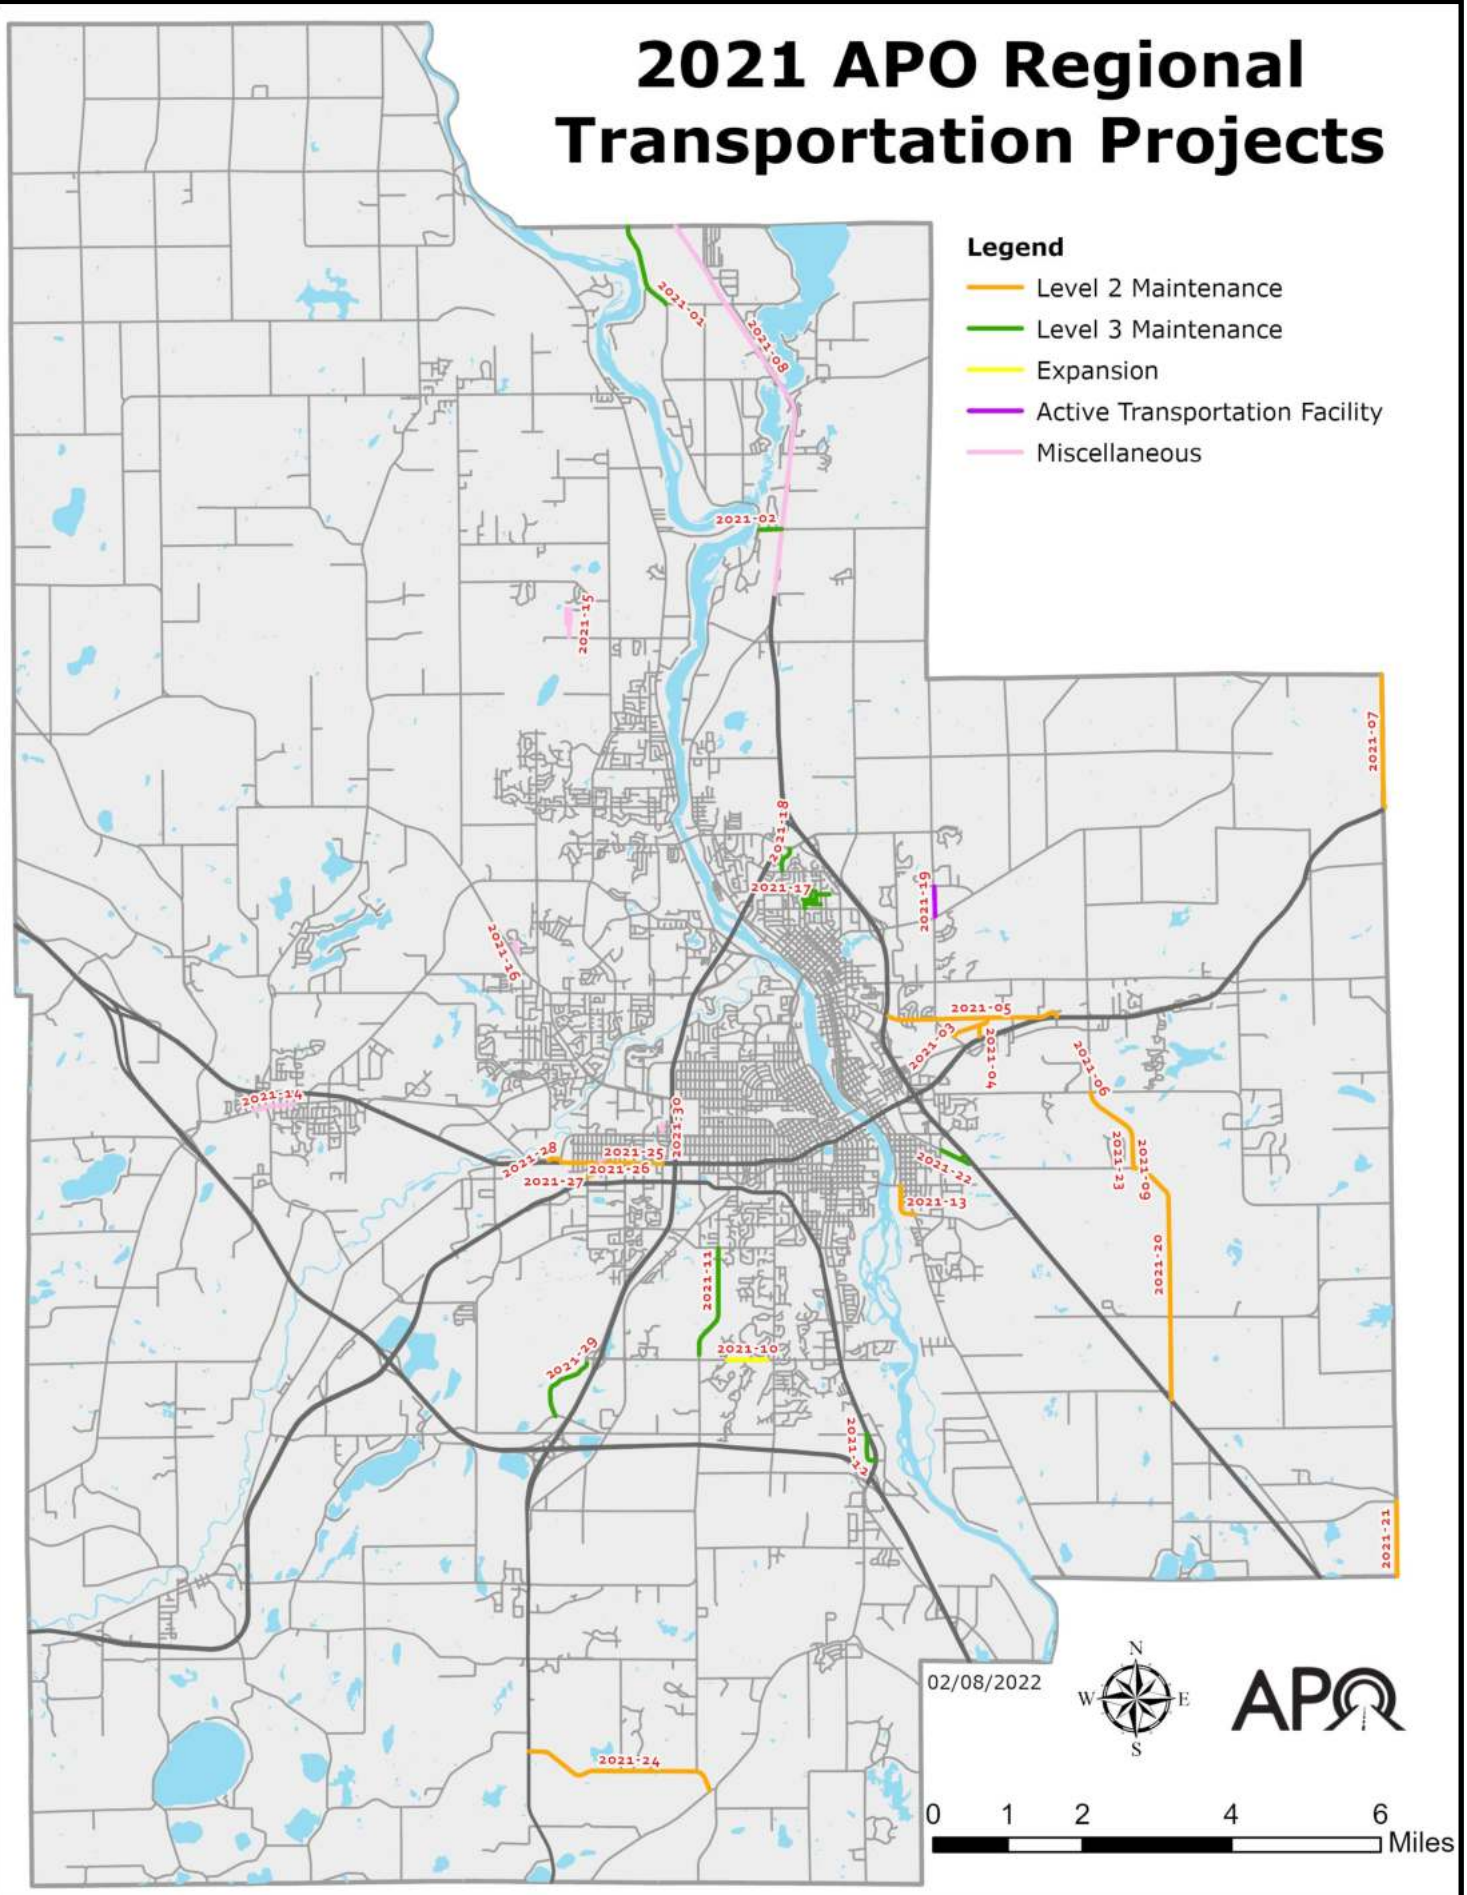 2021 APO Regional
Transportation Projects
Legend
Level 2 Maintenance
Level 3 Maintenance
Expansion
Active Transportation Facility
Miscellaneous
2021-01
2021-08
2021-02
2021-15
2021-07
2021-18
2021-17
2021-19
2021-16
2021-05
2021-03
2021-04
2021-06
2021-14
2021-30
2021-28
2021-25
2021-26
2021-27
2021-22
2021-23
2021-09
2021-13
2021-20
2021-11
2021-10
2021-29
2021-12
2021-21
2021-24
02/08/2022
N
W E
S
APO
0 1 2 4 6
Miles